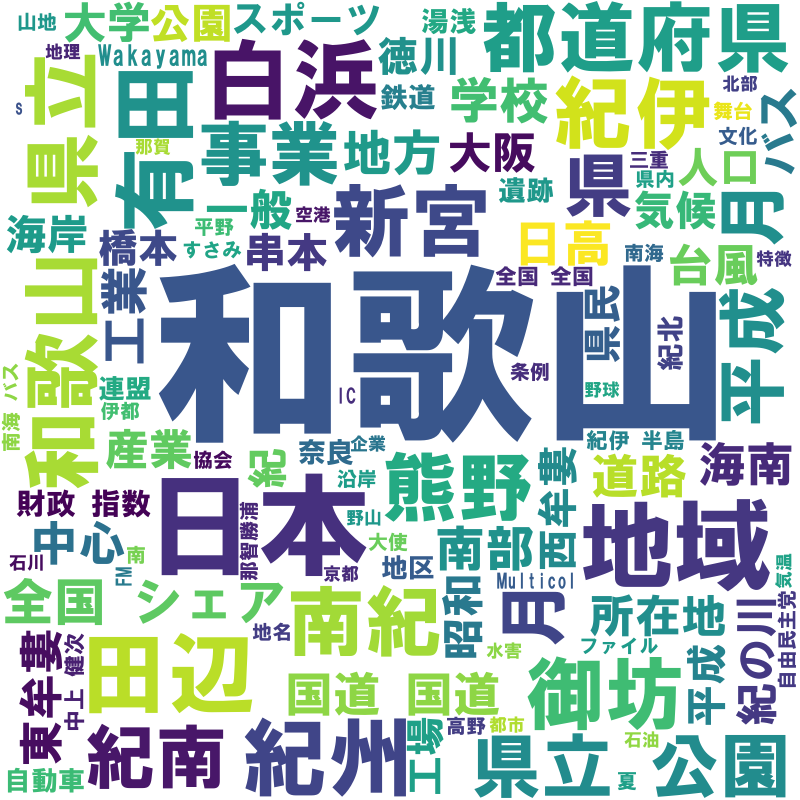 山地
大学
公園
スポーツ
湯浅
都道府県
地理
Wakayama
白浜
徳川
北部
s
県立
有田
鉄道
学校
紀伊
舞台
バス
那賀
事業
地方
大阪
文化
三重
人口
遺跡
県
県内
月
一般
空港
新宮
気候
海岸
橋本
平野
すさみ
串本
日高
南海
台風
特徴
全国 全国
和歌山
和歌山
工業
県民
紀北
平成
南海 バス
連盟
伊都
IC
条例
野球
産業
協会
紀
奈良
企業
沿岸
熊野
西牟婁
紀伊 半島
道路
海南
財政 指数
日本
那智勝浦
野山
地域
中心
南
石川
FM
京都
大使
地区
南部
Multicol
気温
全国 シェア
地名
南紀
昭和
月
所在地
ファイル
紀の川
自由民主党
東牟婁
中上 健次
田辺
国道 国道
水害
御坊
平成
紀南
紀州
工場
高野
都市
県立 公園
石油
自動車
夏